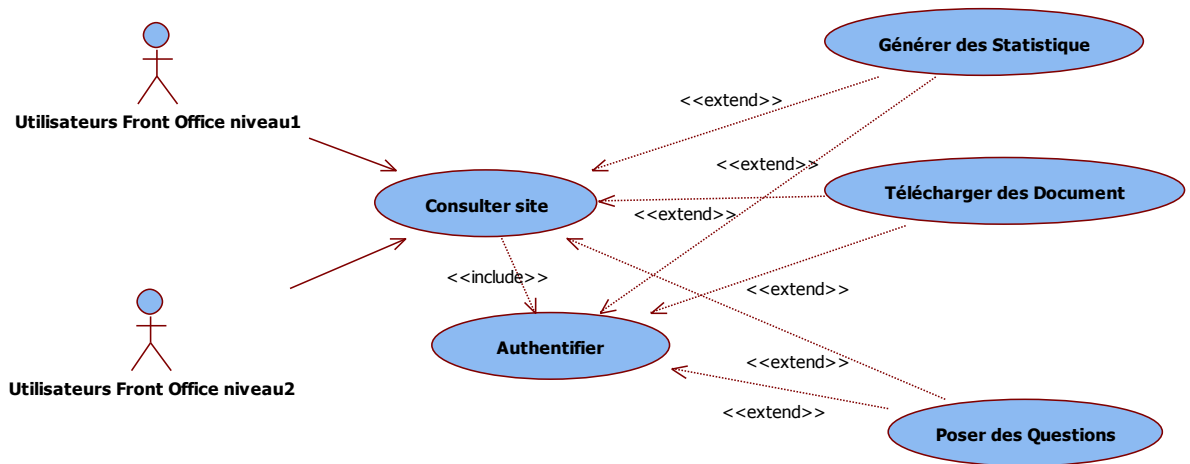 Générer des Statistique
<<extend>>
Utilisateurs Front Office niveau1
<<extend>>
Télécharger des Document
Consulter site
<<extend>>
<<include>>
<<extend>>
Authentifier
<<extend>>
Utilisateurs Front Office niveau2
<<extend>>
Poser des Questions